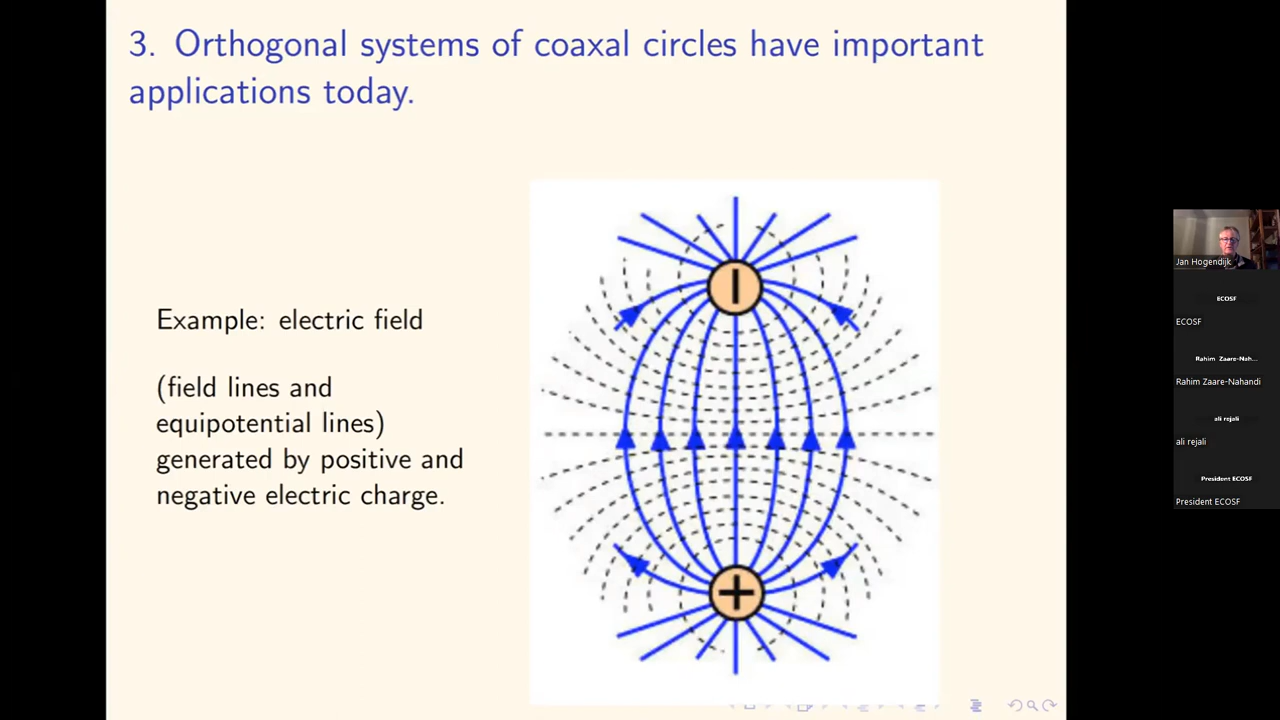 3. Orthogonal systems of coaxal circles have important
applications today.
Example: electric field
(field lines and
equipotential lines)
generated by positive and
negative electric charge.
+
Jan Hogendijk
ECOSF
ECOSF
Rahim Zaare-Nah...
Rahim Zaare-Nahandi
ali rejali
ali rejali
President ECOSF
President ECOSF